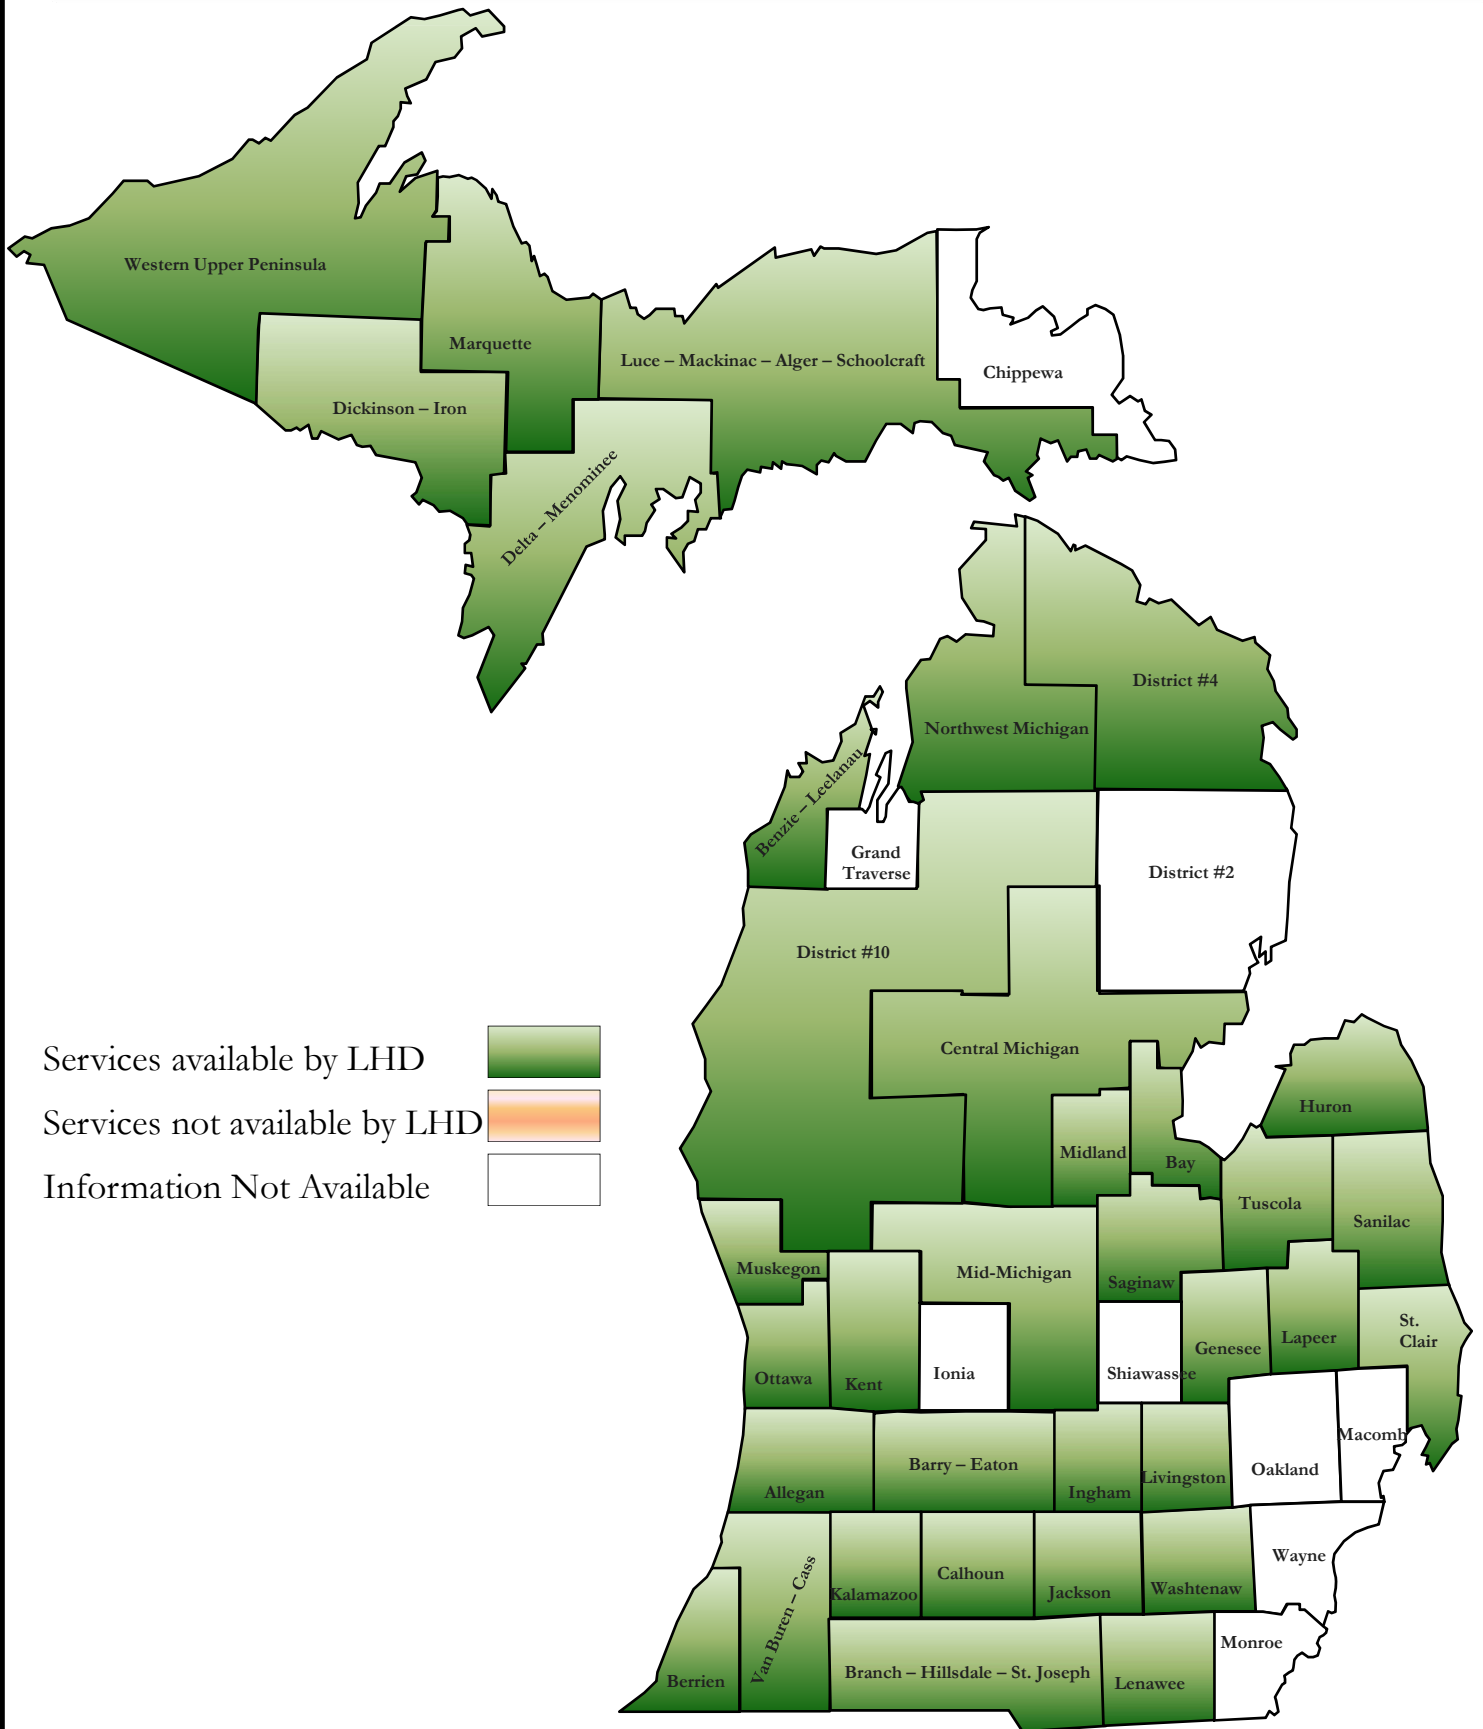 Western Upper Peninsula
Marquette
Luce – Mackinac – Alger – Schoolcraft
Chippewa
Dickinson – Iron
Delta – Menominee
District #4
Northwest Michigan
Benzie – Leelanau
Grand
Traverse
District #2
District #10
Central Michigan
Services available by LHD
Services not available by LHD
Information Not Available
Huron
Midland
Bay
Tuscola
Sanilac
Muskegon
Mid-Michigan
Saginaw
St.
Clair
Lapeer
Genesee
Ottawa
Kent
Ionia
Shiawassee
Macomb
Oakland
Barry – Eaton
Livingston
Allegan
Ingham
Wayne
Van Buren – Cass
Kalamazoo
Calhoun
Jackson
Washtenaw
Monroe
Berrien
Branch – Hillsdale – St. Joseph
Lenawee